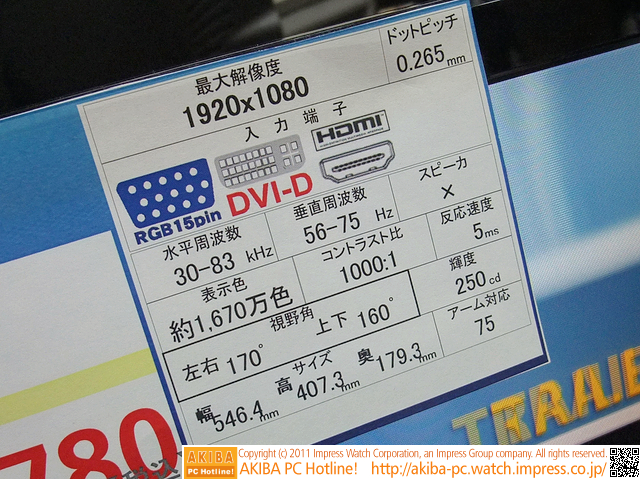 最大解像度
1920x1080
ドットピッチ
0.265mm
入力端子
RGB15pin
DVI-D
HDMI
水平周波数
30-83 kHz
垂直周波数
56-75 Hz
スピーカ
×
表示色
約1,670万色
コントラスト比
1000:1
反応速度
5ms
視野角
左右 170°
上下 160°
輝度
250cd
サイズ
幅 546.4mm
高 407.3mm
奥 179.3mm
アーム対応
75
780
税込
AKIBA
PC Hotline!
Copyright (c) 2011 Impress Watch Corporation, an Impress Group company. All rights reserved.
AKIBA PC Hotline! http://akiba-pc.watch.impress.co.jp/